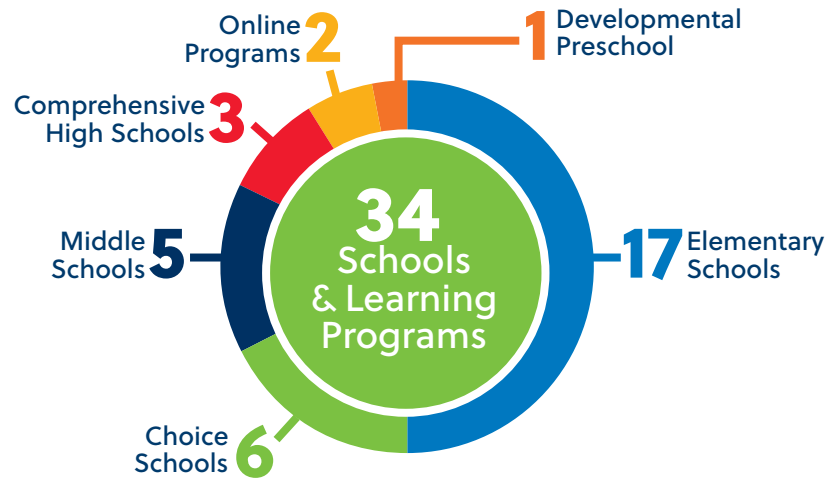 1 Developmental
Preschool
Online
Programs 2
Comprehensive
High Schools 3
34
Schools
& Learning
Programs
Middle
Schools 5
17 Elementary
Schools
Choice
Schools 6